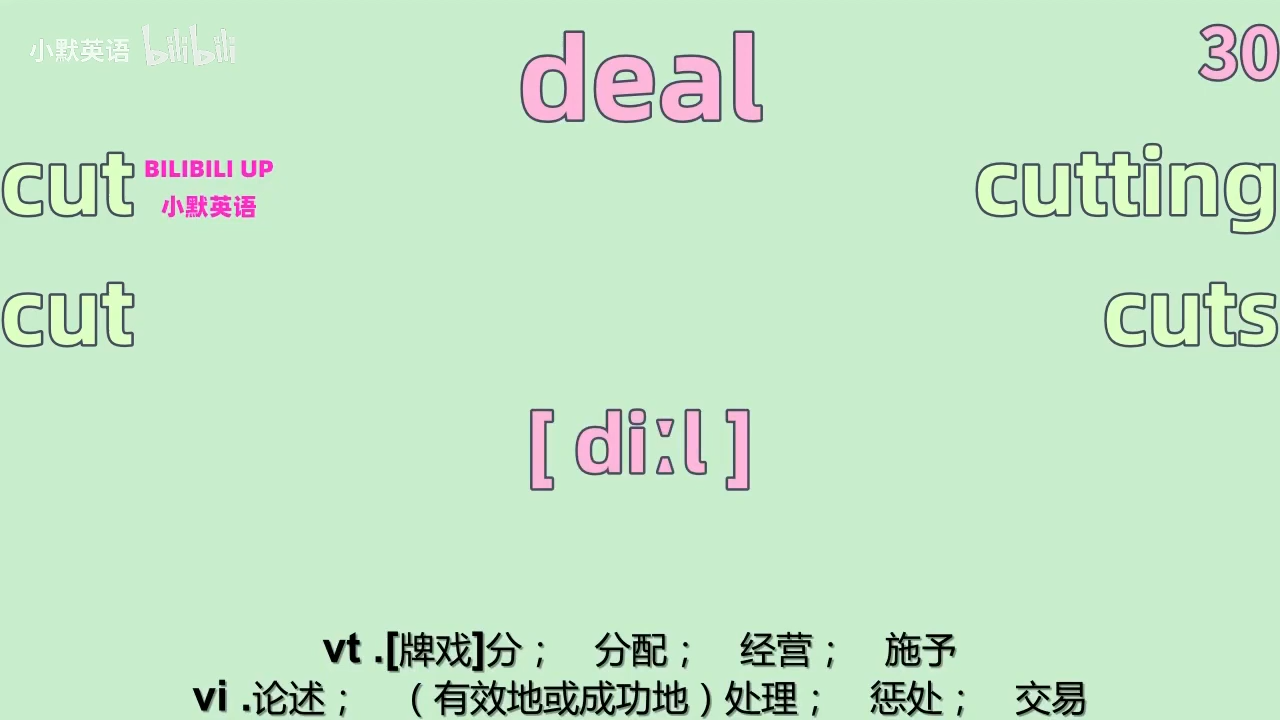 小默英语 bilibili
deal
30
cut
BILIBILI UP
小默英语
cutting
cut
cuts
[ di:l ]
vt .[牌戏]分； 分配； 经营； 施予
vi .论述； （有效地或成功地）处理； 惩处； 交易